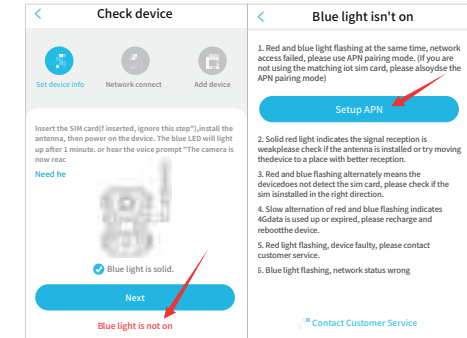 Check device
Set device info
Network connect
Add device
Insert the SIM card(f inserted, ignore this step"),install the
antenna, then power on the device. The blue LED will light
up after 1 minute. or hear the voice prompt "The camera is
now reac
Need he
Blue light is solid.
Next
Blue light is not on
Blue light isn't on
1. Red and blue light flashing at the same time, network
access failed, please use APN pairing mode. (If you are
not using the matching iot sim card, please alsoydse the
APN pairing mode)
Setup APN
2. Solid red light indicates the signal reception is
weakplease check if the antenna is installed or try moving
thedevice to a place with better reception.
3. Red and blue flashing alternately means the
devicedoes not detect the sim card, please check if the
sim isinstalled in the right direction.
4. Slow alternation of red and blue flashing indicates
4Gdata is used up or expired, please recharge and
rebootthe device.
5. Red light flashing, device faulty, please contact
customer service.
6. Blue light flashing, network status wrong
Contact Customer Service